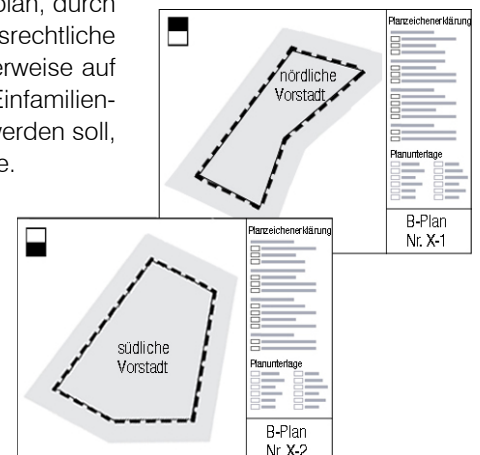 plan, durch
srechtliche
erweise auf
Einfamilien-
werden soll,
e.
Planzeichenerklärung
nördliche
Vorstadt
Planunterlage
B-Plan
Nr. X-1
Planzeichenerklärung
südliche
Vorstadt
Planunterlage
B-Plan
Nr. X-2